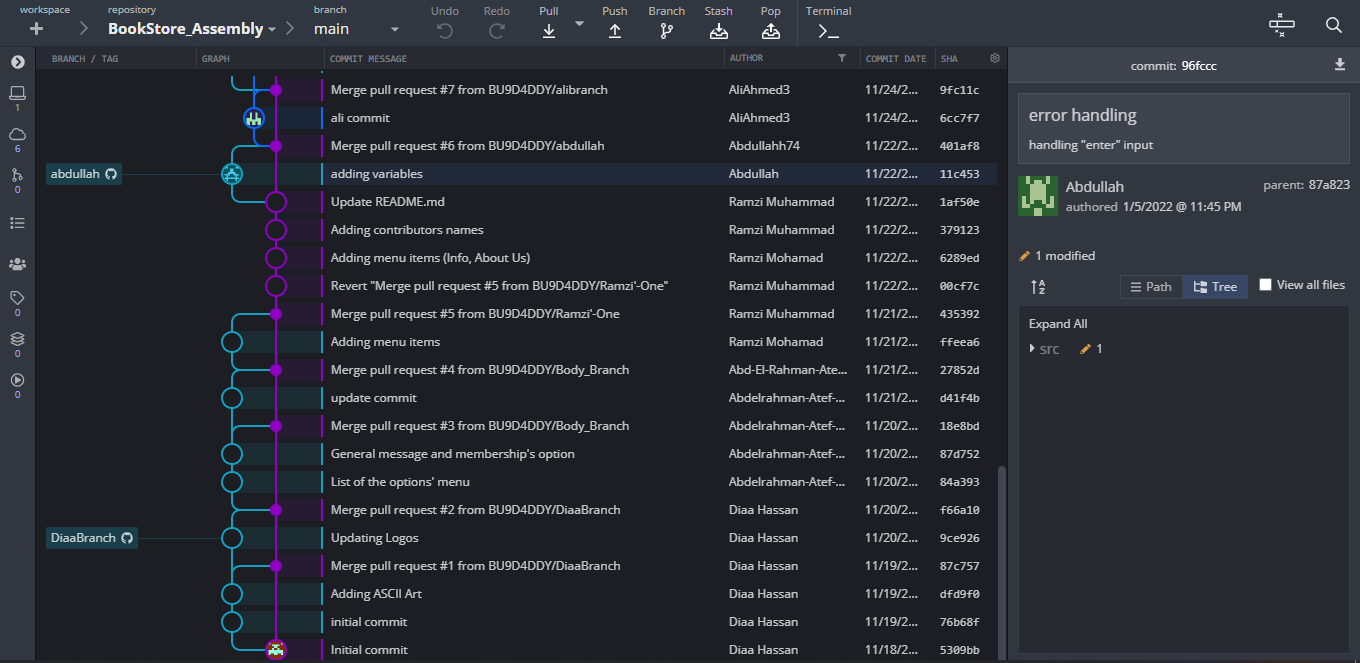 workspace repository branch Undo Redo Pull Push Branch Stash Pop Terminal
BookStore_Assembly main
BRANCH / TAG GRAPH COMMIT MESSAGE AUTHOR COMMIT DATE SHA
Merge pull request #7 from BU9D4DDY/alibranch AliAhmed3 11/24/2... 9fc11c
ali commit AliAhmed3 11/24/2... 6cc7f7
Merge pull request #6 from BU9D4DDY/abdullah Abdullahh74 11/22/2... 401af8
abdullah adding variables Abdullah 11/22/2... 11c453
Update README.md Ramzi Muhammad 11/22/2... 1af50e
Adding contributors names Ramzi Muhammad 11/22/2... 379123
Adding menu items (Info, About Us) Ramzi Mohamad 11/22/2... 6289ed
Revert "Merge pull request #5 from BU9D4DDY/Ramzi'-One" Ramzi Muhammad 11/22/2... 00cf7c
Merge pull request #5 from BU9D4DDY/Ramzi'-One Ramzi Muhammad 11/21/2... 435392
Adding menu items Ramzi Mohamad 11/21/2... ffeea6
Merge pull request #4 from BU9D4DDY/Body_Branch Abd-El-Rahman-Ate... 11/21/2... 27852d
update commit Abdelrahman-Atef-... 11/21/2... d41f4b
Merge pull request #3 from BU9D4DDY/Body_Branch Abdelrahman-Atef-... 11/20/2... 18e8bd
General message and membership's option Abdelrahman-Atef-... 11/20/2... 87d752
List of the options' menu Abdelrahman-Atef-... 11/20/2... 84a393
Merge pull request #2 from BU9D4DDY/DiaaBranch Diaa Hassan 11/20/2... f66a10
DiaaBranch Updating Logos Diaa Hassan 11/20/2... 9ce926
Merge pull request #1 from BU9D4DDY/DiaaBranch Diaa Hassan 11/19/2... 87c757
Adding ASCII Art Diaa Hassan 11/19/2... dfd9f0
initial commit Diaa Hassan 11/19/2... 76b68f
Initial commit Diaa Hassan 11/18/2... 5309bb
1
6
0
0
0
0
commit: 96fccc
error handling
handling "enter" input
Abdullah parent: 87a823
authored 1/5/2022 @ 11:45 PM
1 modified
A Z Path Tree View all files
Expand All
src 1